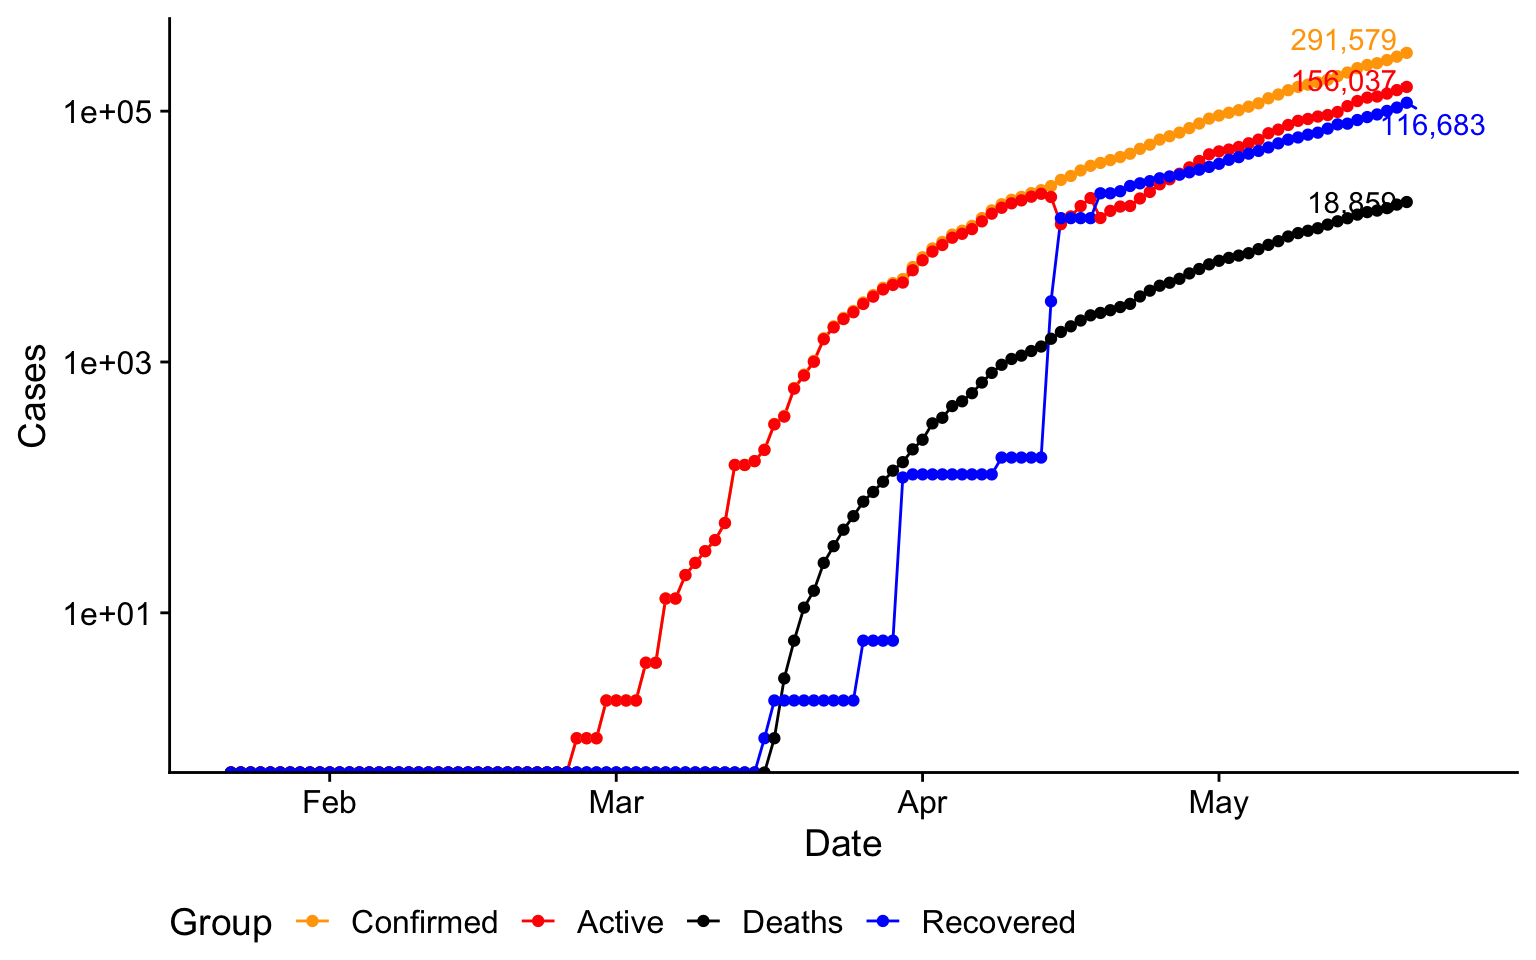 291,579
156,037
1e+05
116,683
18,859
1e+03
Cases
1e+01
Feb Mar Apr May
Date
Group Confirmed Active Deaths Recovered